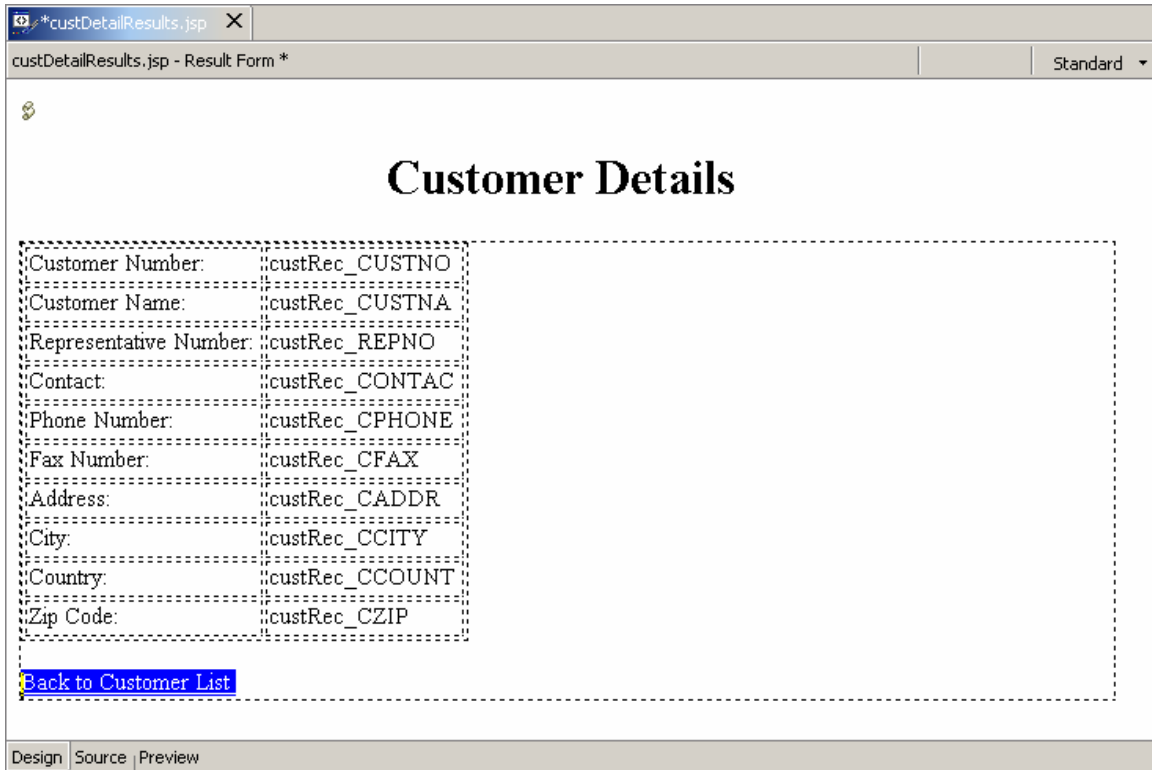 *custDetailResults.jsp X
custDetailResults.jsp - Result Form *
Standard
Customer Details
Customer Number: custRec_CUSTNO
Customer Name: custRec_CUSTNA
Representative Number: custRec_REPNO
Contact: custRec_CONTAC
Phone Number: custRec_CPHONE
Fax Number: custRec_CFAX
Address: custRec_CADDR
City: custRec_CCITY
Country: custRec_CCOUNT
Zip Code: custRec_CZIP
Back to Customer List
Design Source Preview